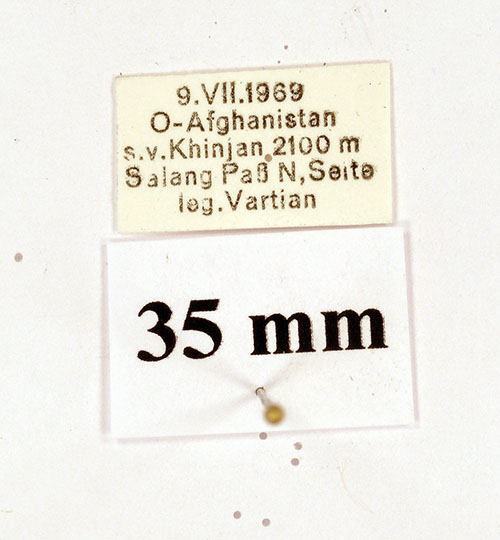 9.VII.1969
O-Afghanistan
s.v.Khinjan 2100 m
Salang Paß N,Seite
leg.Vartian
35 mm